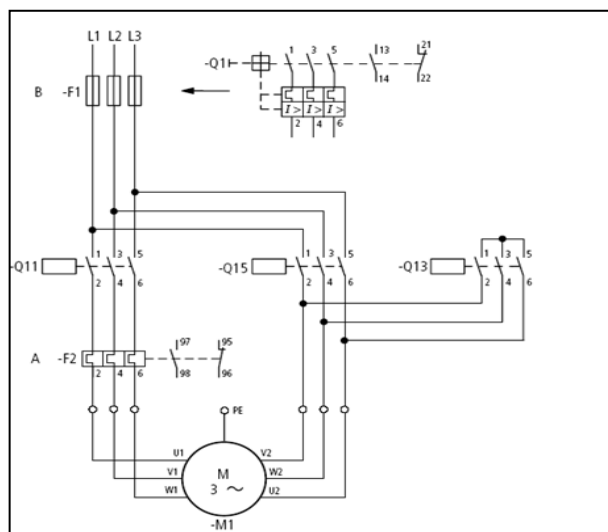 L1 L2 L3
-Q1
1 3 5 13 21
14 22
I> I> I>
2 4 6
B -F1
-Q11 1 3 5
2 4 6
-Q15 1 3 5
2 4 6
-Q13 1 3 5
2 4 6
A -F2 97 95
2 4 6 98 96
PE
U1 V2
V1 M W2
W1 3 ~ U2
-M1